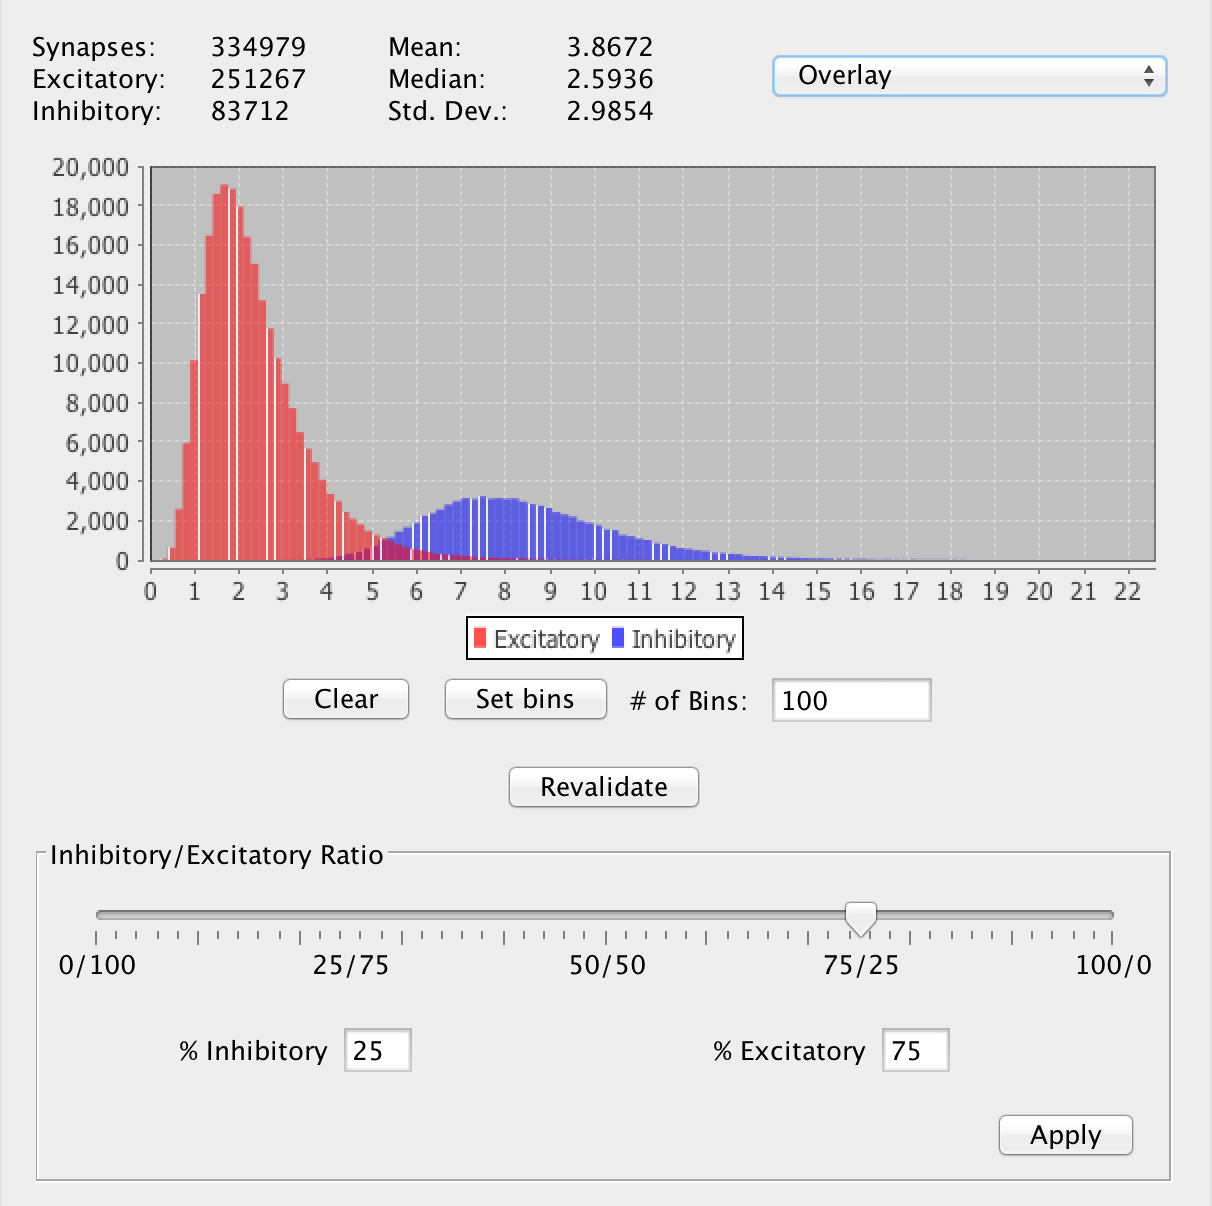 Synapses: 334979 Mean: 3.8672
Overlay
Excitatory: 251267 Median: 2.5936
Inhibitory: 83712 Std. Dev.: 2.9854
20,000
18,000
16,000
14,000
12,000
10,000
8,000
6,000
4,000
2,000
0
0 1 2 3 4 5 6 7 8 9 10 11 12 13 14 15 16 17 18 19 20 21 22
Excitatory Inhibitory
Clear Set bins # of Bins: 100
Revalidate
Inhibitory/Excitatory Ratio
0/100 25/75 50/50 75/25 100/0
% Inhibitory 25 % Excitatory 75
Apply